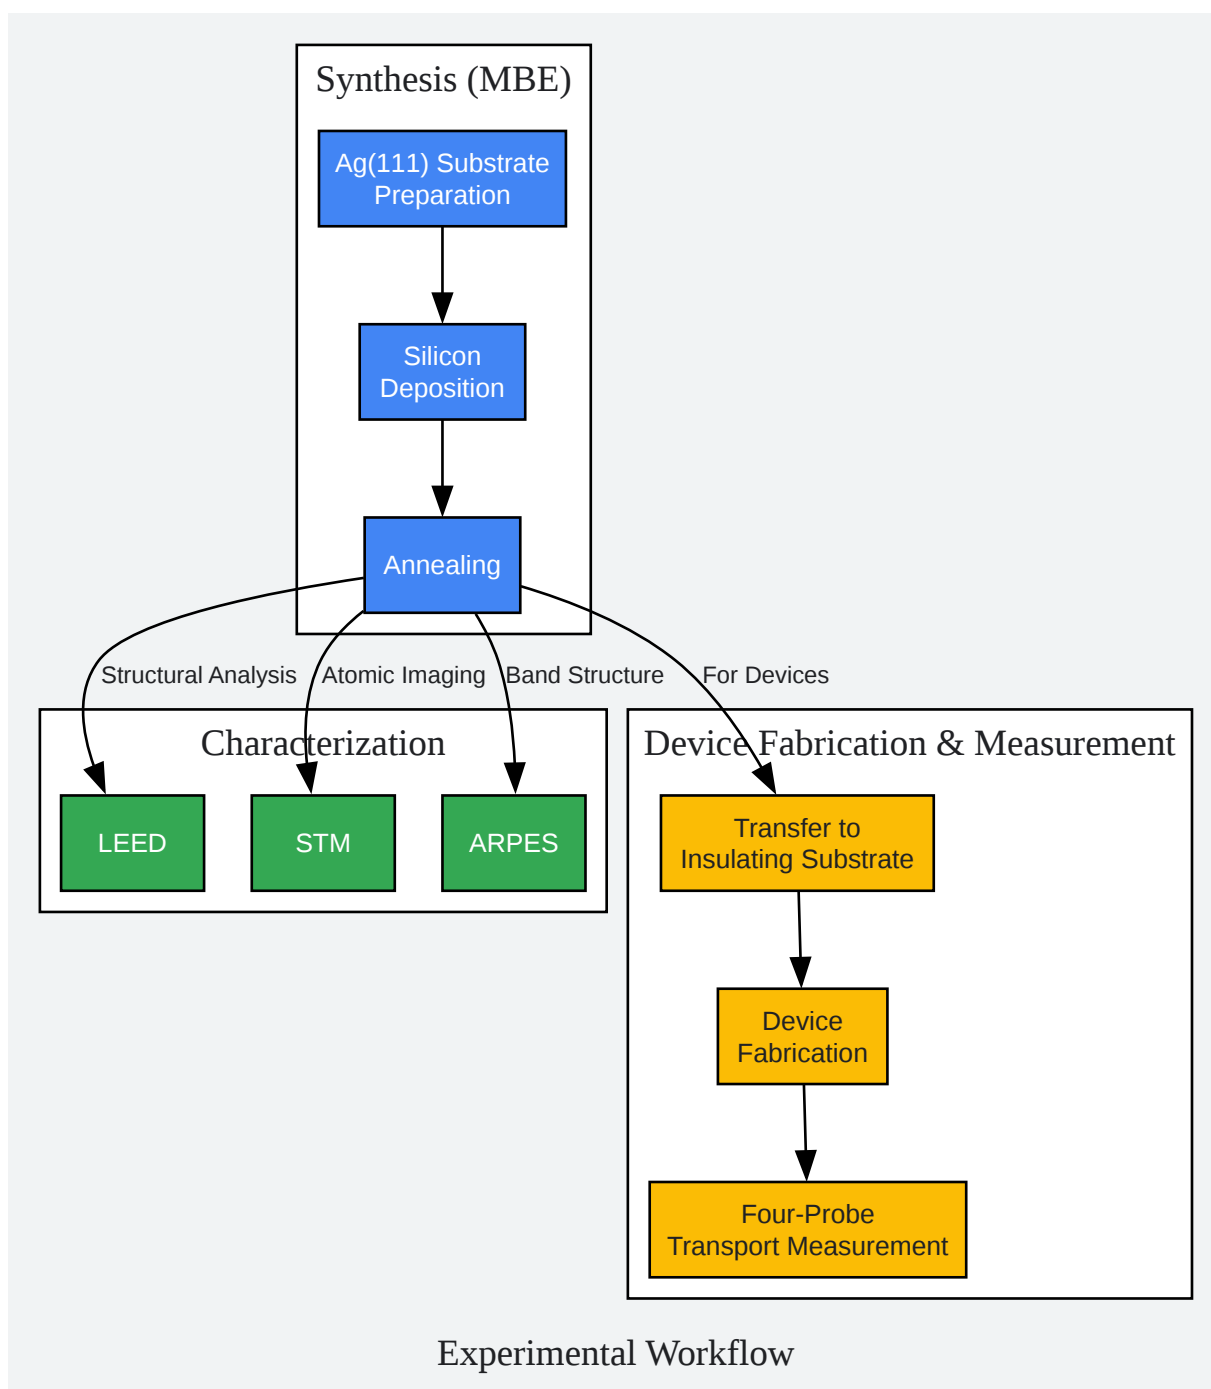 Synthesis (MBE)
Ag(111) Substrate
Preparation
Silicon
Deposition
Annealing
Structural Analysis
Atomic Imaging
Band Structure
For Devices
Characterization
LEED
STM
ARPES
Device Fabrication & Measurement
Transfer to
Insulating Substrate
Device
Fabrication
Four-Probe
Transport Measurement
Experimental Workflow